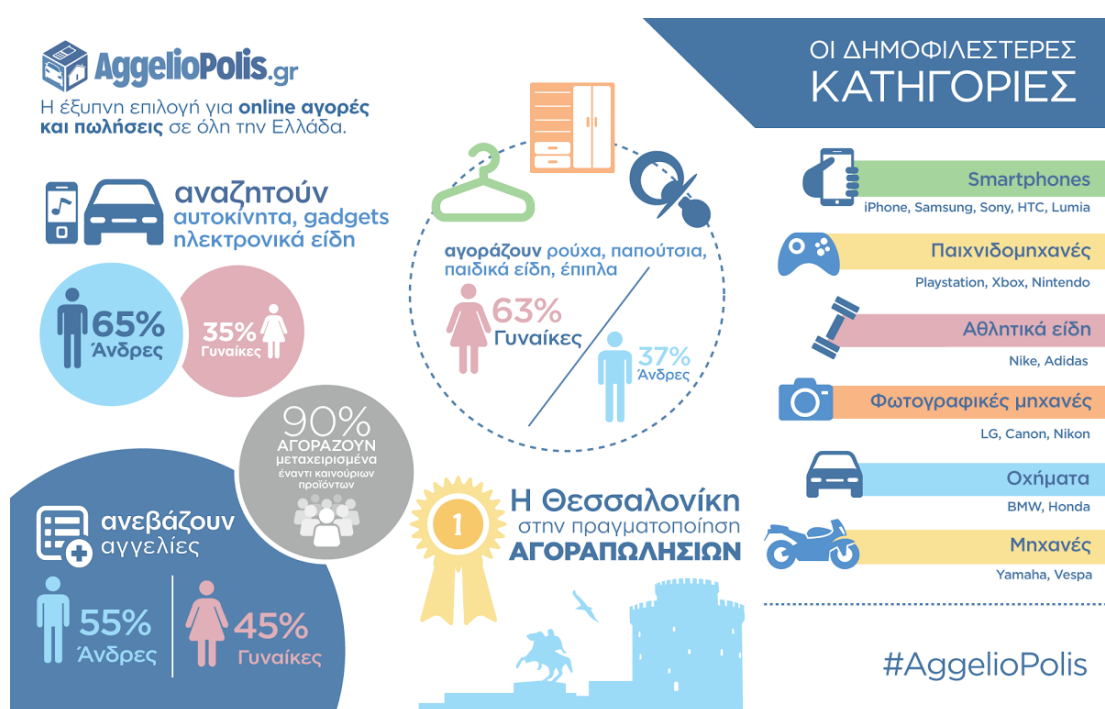 AggelioPolis.gr
Η έξυπνη επιλογή για online αγορές
και πωλήσεις σε όλη την Ελλάδα.
αναζητούν
αυτοκίνητα, gadgets
ηλεκτρονικά είδη
65%
Άνδρες
35%
Γυναίκες
90%
ΑΓΟΡΑΖΟΥΝ
μεταχειρισμένα
έναντι καινούριων
προϊόντων
ανεβάζουν
αγγελίες
55%
Άνδρες
45%
Γυναίκες
αγοράζουν ρούχα, παπούτσια,
παιδικά είδη, έπιπλα
63%
Γυναίκες
37%
Άνδρες
1
Η Θεσσαλονίκη
στην πραγματοποίηση
ΑΓΟΡΑΠΩΛΗΣΙΩΝ
ΟΙ ΔΗΜΟΦΙΛΕΣΤΕΡΕΣ
ΚΑΤΗΓΟΡΙΕΣ
Smartphones
iPhone, Samsung, Sony, HTC, Lumia
Παιχνιδομηχανές
Playstation, Xbox, Nintendo
Αθλητικά είδη
Nike, Adidas
Φωτογραφικές μηχανές
LG, Canon, Nikon
Οχήματα
BMW, Honda
Μηχανές
Yamaha, Vespa
#AggelioPolis